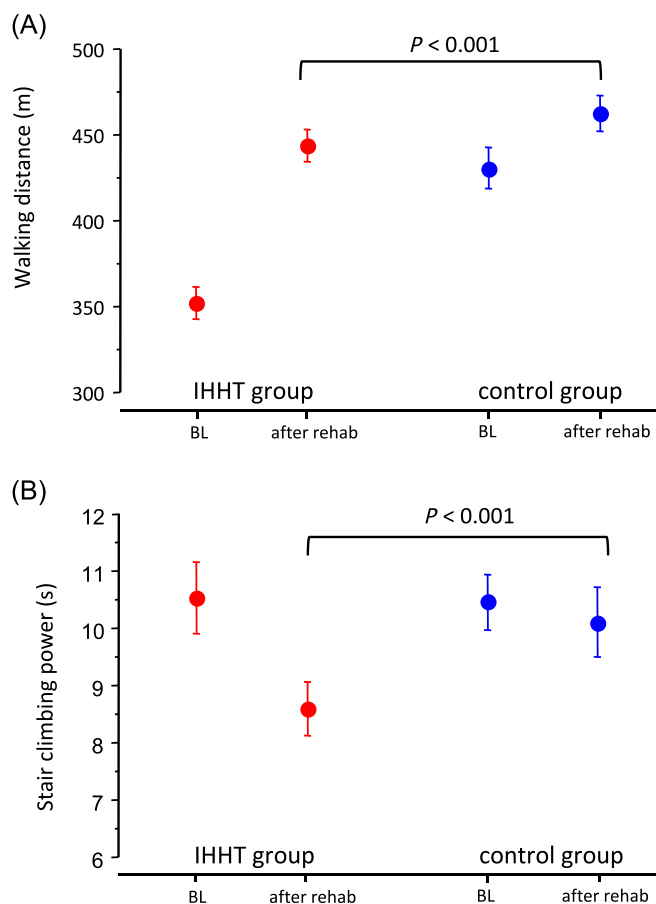 (A)
500
P < 0.001
450
400
350
300
Walking distance (m)
IHHT group
control group
BL
after rehab
BL
after rehab
(B)
12
P < 0.001
11
10
9
8
7
6
Stair climbing power (s)
IHHT group
control group
BL
after rehab
BL
after rehab